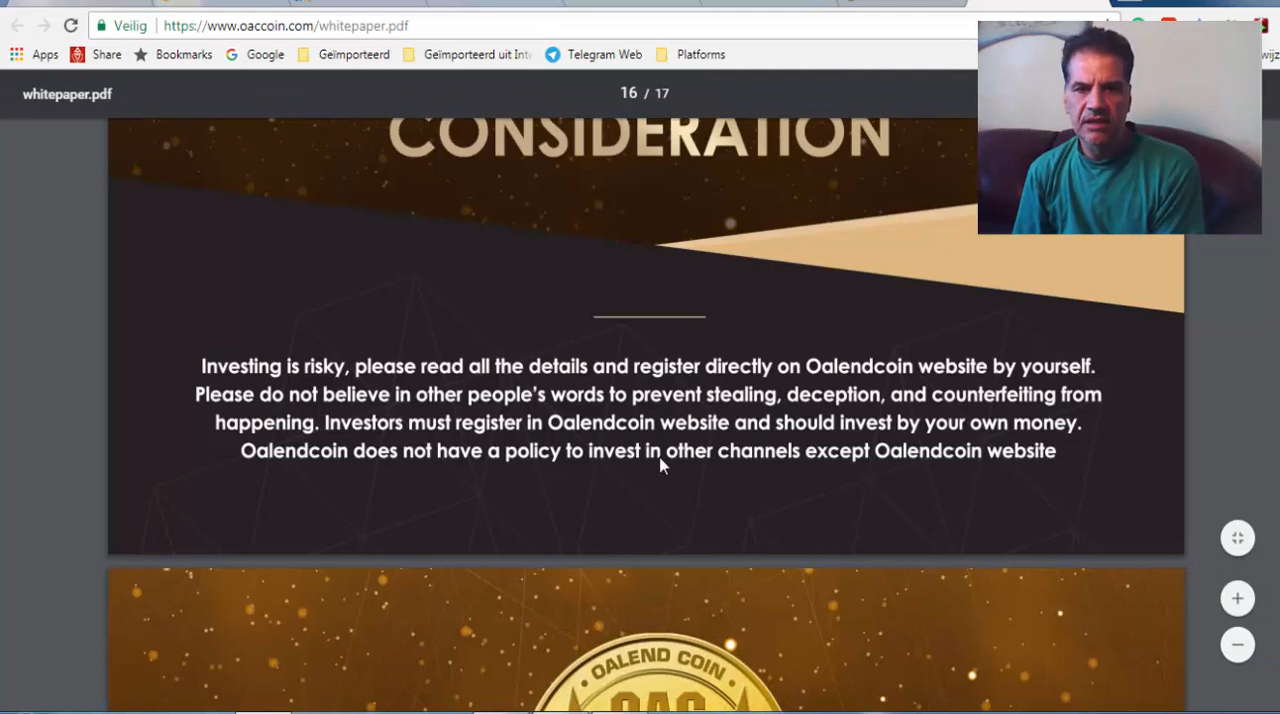 Veilig
https://www.oaccoin.com/whitepaper.pdf
Apps Share Bookmarks Google Geïmporteerd Geïmporteerd uit Telegram Web Platforms
whitepaper.pdf
16 / 17
CONSIDERATION
Investing is risky, please read all the details and register directly on Oalendcoin website by yourself.
Please do not believe in other people's words to prevent stealing, deception, and counterfeiting from
happening. Investors must register in Oalendcoin website and should invest by your own money.
Oalendcoin does not have a policy to invest in other channels except Oalendcoin website
OALEND COIN
OAC